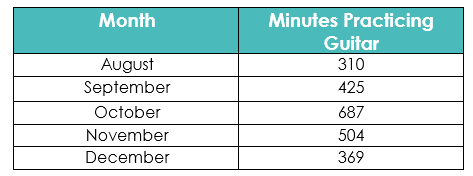 Month Minutes Practicing
Guitar
August 310
September 425
October 687
November 504
December 369